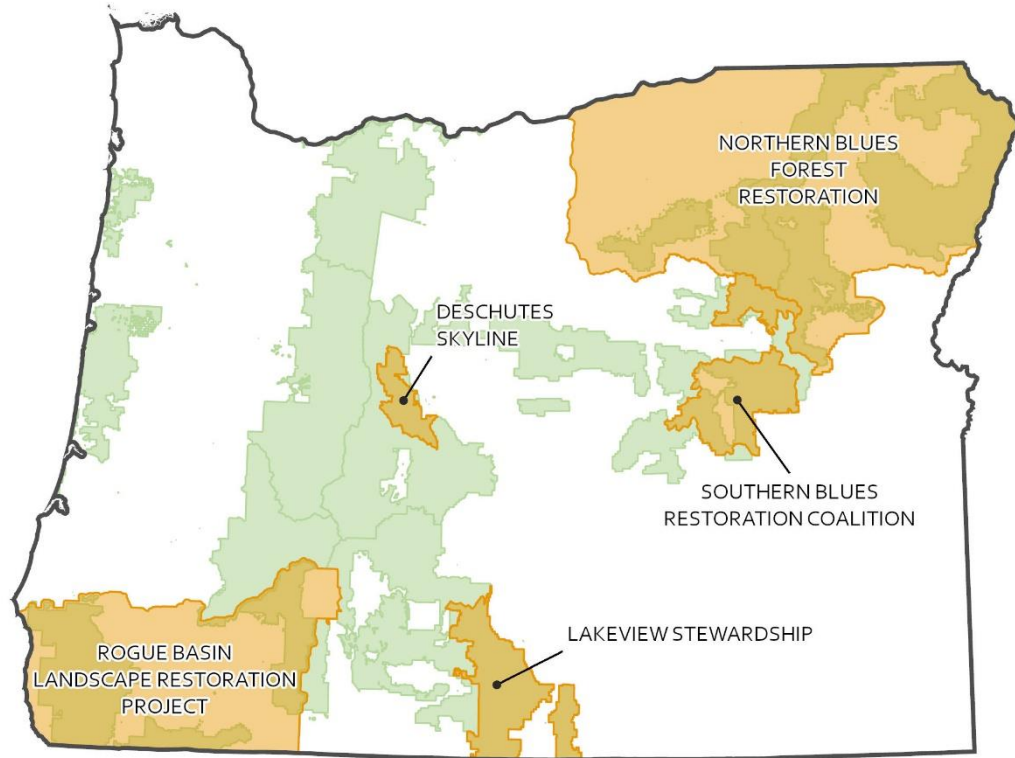 NORTHERN BLUES
FOREST
RESTORATION
DESCHUTES
SKYLINE
SOUTHERN BLUES
RESTORATION COALITION
LAKEVIEW STEWARDSHIP
ROGUE BASIN
LANDSCAPE RESTORATION
PROJECT